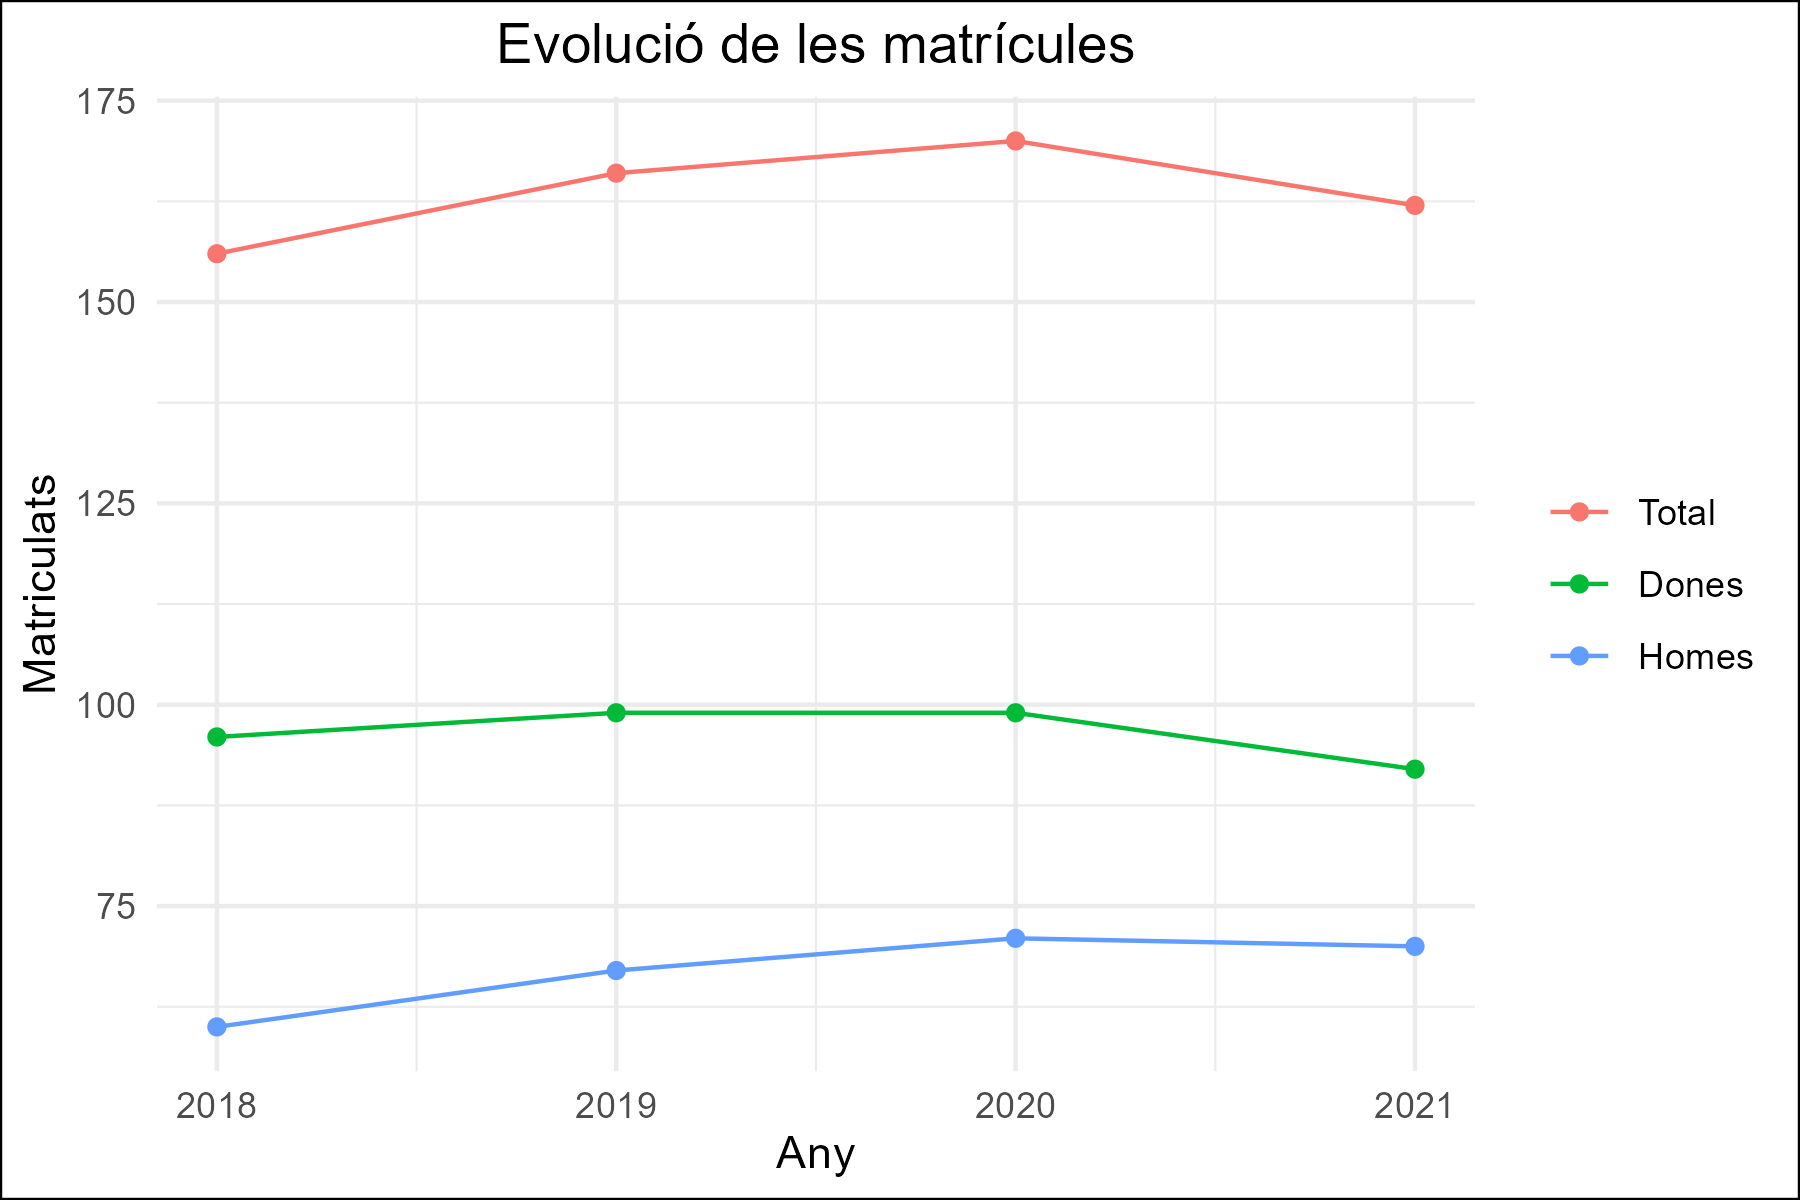 Evolució de les matrícules
175
150
125
100
75
Matriculats
2018 2019 2020 2021
Any
Total
Dones
Homes